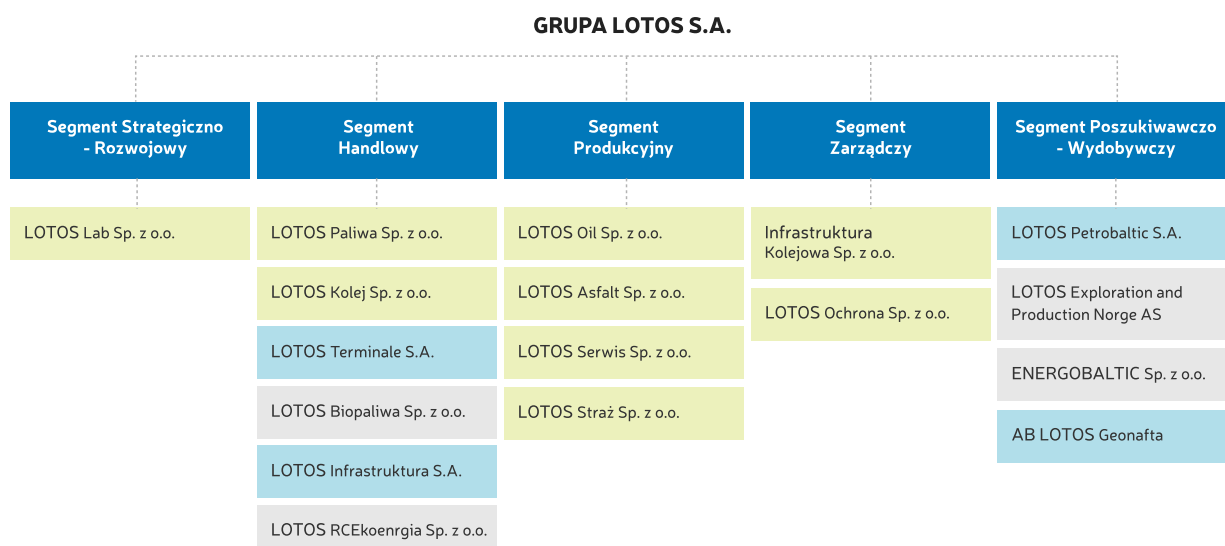 GRUPA LOTOS S.A.
Segment Strategiczno
- Rozwojowy
LOTOS Lab Sp. z o.o.
Segment
Handlowy
LOTOS Paliwa Sp. z o.o.
LOTOS Kolej Sp. z o.o.
LOTOS Terminale S.A.
LOTOS Biopaliwa Sp. z o.o.
LOTOS Infrastruktura S.A.
LOTOS RCEkoenrgia Sp. z o.o.
Segment
Produkcyjny
LOTOS Oil Sp. z o.o.
LOTOS Asfalt Sp. z o.o.
LOTOS Serwis Sp. z o.o.
LOTOS Straż Sp. z o.o.
Segment
Zarządczy
Infrastruktura
Kolejowa Sp. z o.o.
LOTOS Ochrona Sp. z o.o.
Segment Poszukiwawczo
- Wydobywczy
LOTOS Petrobaltic S.A.
LOTOS Exploration and
Production Norge AS
ENERGOBALTIC Sp. z o.o.
AB LOTOS Geonafta